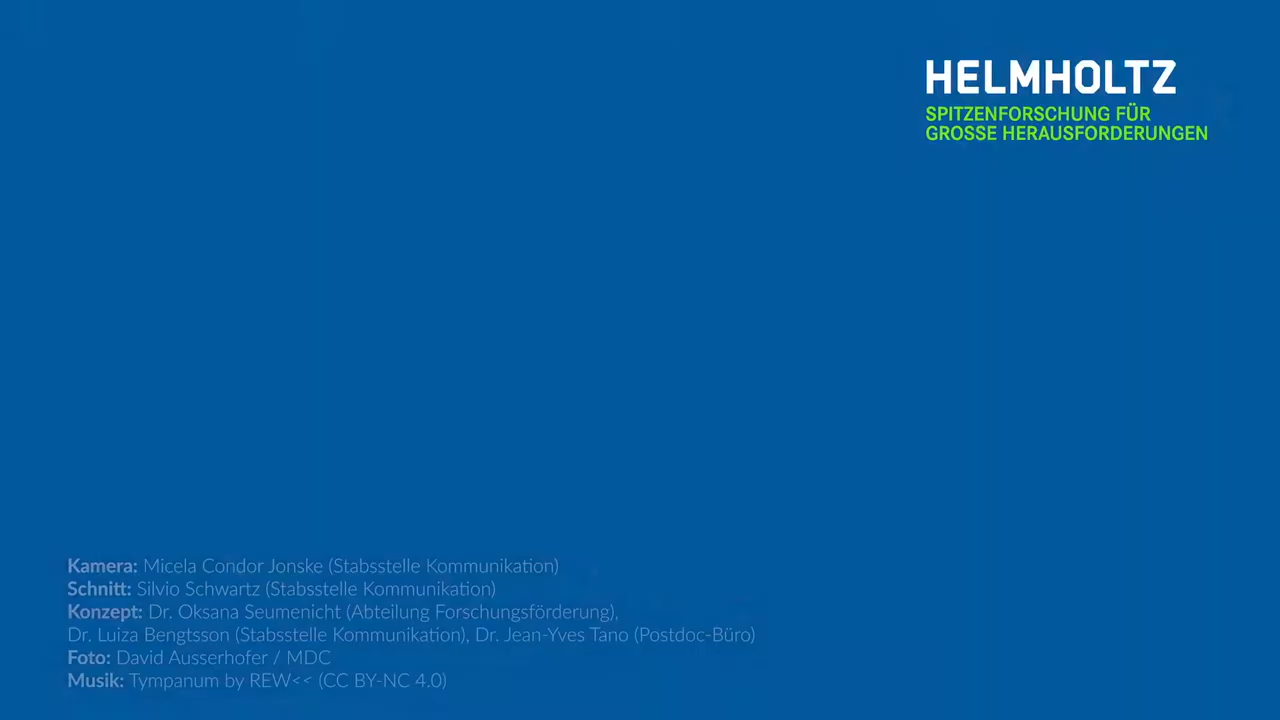 HELMHOLTZ
SPITZENFORSCHUNG FÜR
GROSSE HERAUSFORDERUNGEN
Kamera: Micela Condor Jonske (Stabsstelle Kommunikation)
Schnitt: Silvio Schwartz (Stabsstelle Kommunikation)
Konzept: Dr. Oksana Seumenicht (Abteilung Forschungsförderung),
Dr. Luiza Bengtsson (Stabsstelle Kommunikation), Dr. Jean-Yves Tano (Postdoc-Büro)
Foto: David Ausserhofer / MDC
Musik: Tympanum by REW<< (CC BY-NC 4.0)